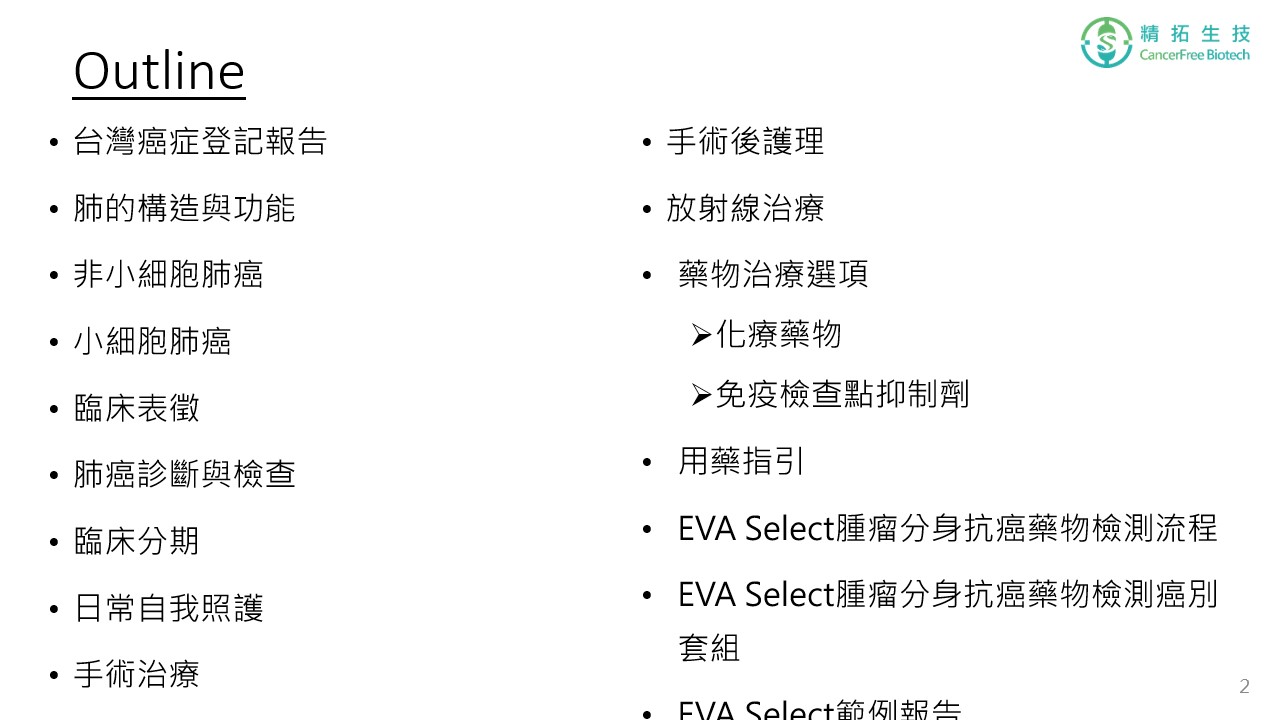 精拓生技
CancerFree Biotech
Outline
• 台灣癌症登記報告
• 肺的構造與功能
• 非小細胞肺癌
• 小細胞肺癌
• 臨床表徵
• 肺癌診斷與檢查
• 臨床分期
• 日常自我照護
• 手術治療
• 手術後護理
• 放射線治療
• 藥物治療選項
➢化療藥物
➢免疫檢查點抑制劑
• 用藥指引
• EVA Select腫瘤分身抗癌藥物檢測流程
• EVA Select腫瘤分身抗癌藥物檢測癌別
套組
• EVA Select範例報告
2